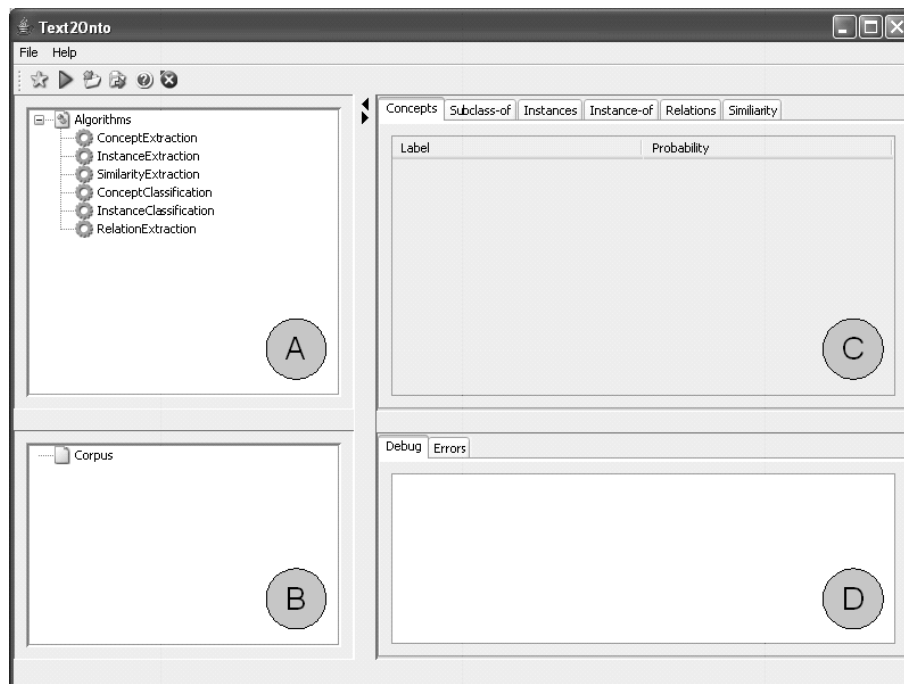 Text2Onto
File Help
Algorithms
ConceptExtraction
InstanceExtraction
SimilarityExtraction
ConceptClassification
InstanceClassification
RelationExtraction
A
Concepts Subclass-of Instances Instance-of Relations Similiarity
Label Probability
C
Corpus
B
Debug Errors
D